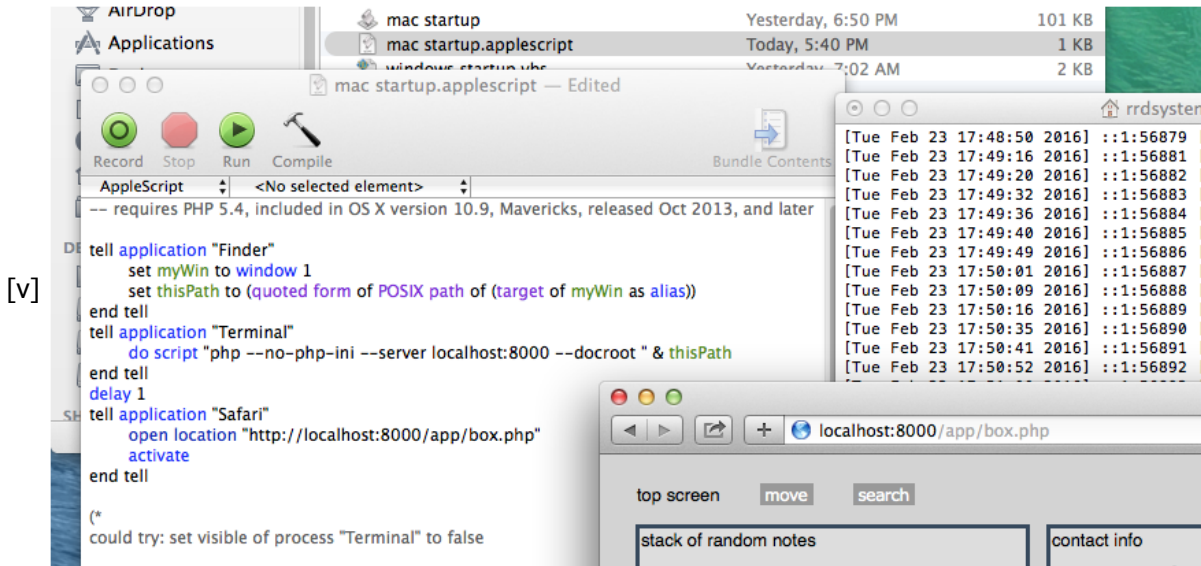 AirDrop
mac startup Yesterday, 6:50 PM 101 KB
Applications
mac startup.applescript Today, 5:40 PM 1 KB
windows startup.vbs Yesterday, 7:02 AM 2 KB
mac startup.applescript — Edited
Record Stop Run Compile Bundle Contents
AppleScript <No selected element>
-- requires PHP 5.4, included in OS X version 10.9, Mavericks, released Oct 2013, and later
tell application "Finder"
set myWin to window 1
set thisPath to (quoted form of POSIX path of (target of myWin as alias))
end tell
tell application "Terminal"
do script "php --no-php-ini --server localhost:8000 --docroot " & thisPath
end tell
delay 1
tell application "Safari"
open location "http://localhost:8000/app/box.php"
activate
end tell
(*
could try: set visible of process "Terminal" to false
[v]
rrdsystem
[Tue Feb 23 17:48:50 2016] ::1:56879
[Tue Feb 23 17:49:16 2016] ::1:56881
[Tue Feb 23 17:49:20 2016] ::1:56882
[Tue Feb 23 17:49:32 2016] ::1:56883
[Tue Feb 23 17:49:36 2016] ::1:56884
[Tue Feb 23 17:49:40 2016] ::1:56885
[Tue Feb 23 17:49:49 2016] ::1:56886
[Tue Feb 23 17:50:01 2016] ::1:56887
[Tue Feb 23 17:50:09 2016] ::1:56888
[Tue Feb 23 17:50:16 2016] ::1:56889
[Tue Feb 23 17:50:35 2016] ::1:56890
[Tue Feb 23 17:50:41 2016] ::1:56891
[Tue Feb 23 17:50:52 2016] ::1:56892
localhost:8000/app/box.php
top screen move search
stack of random notes
contact info